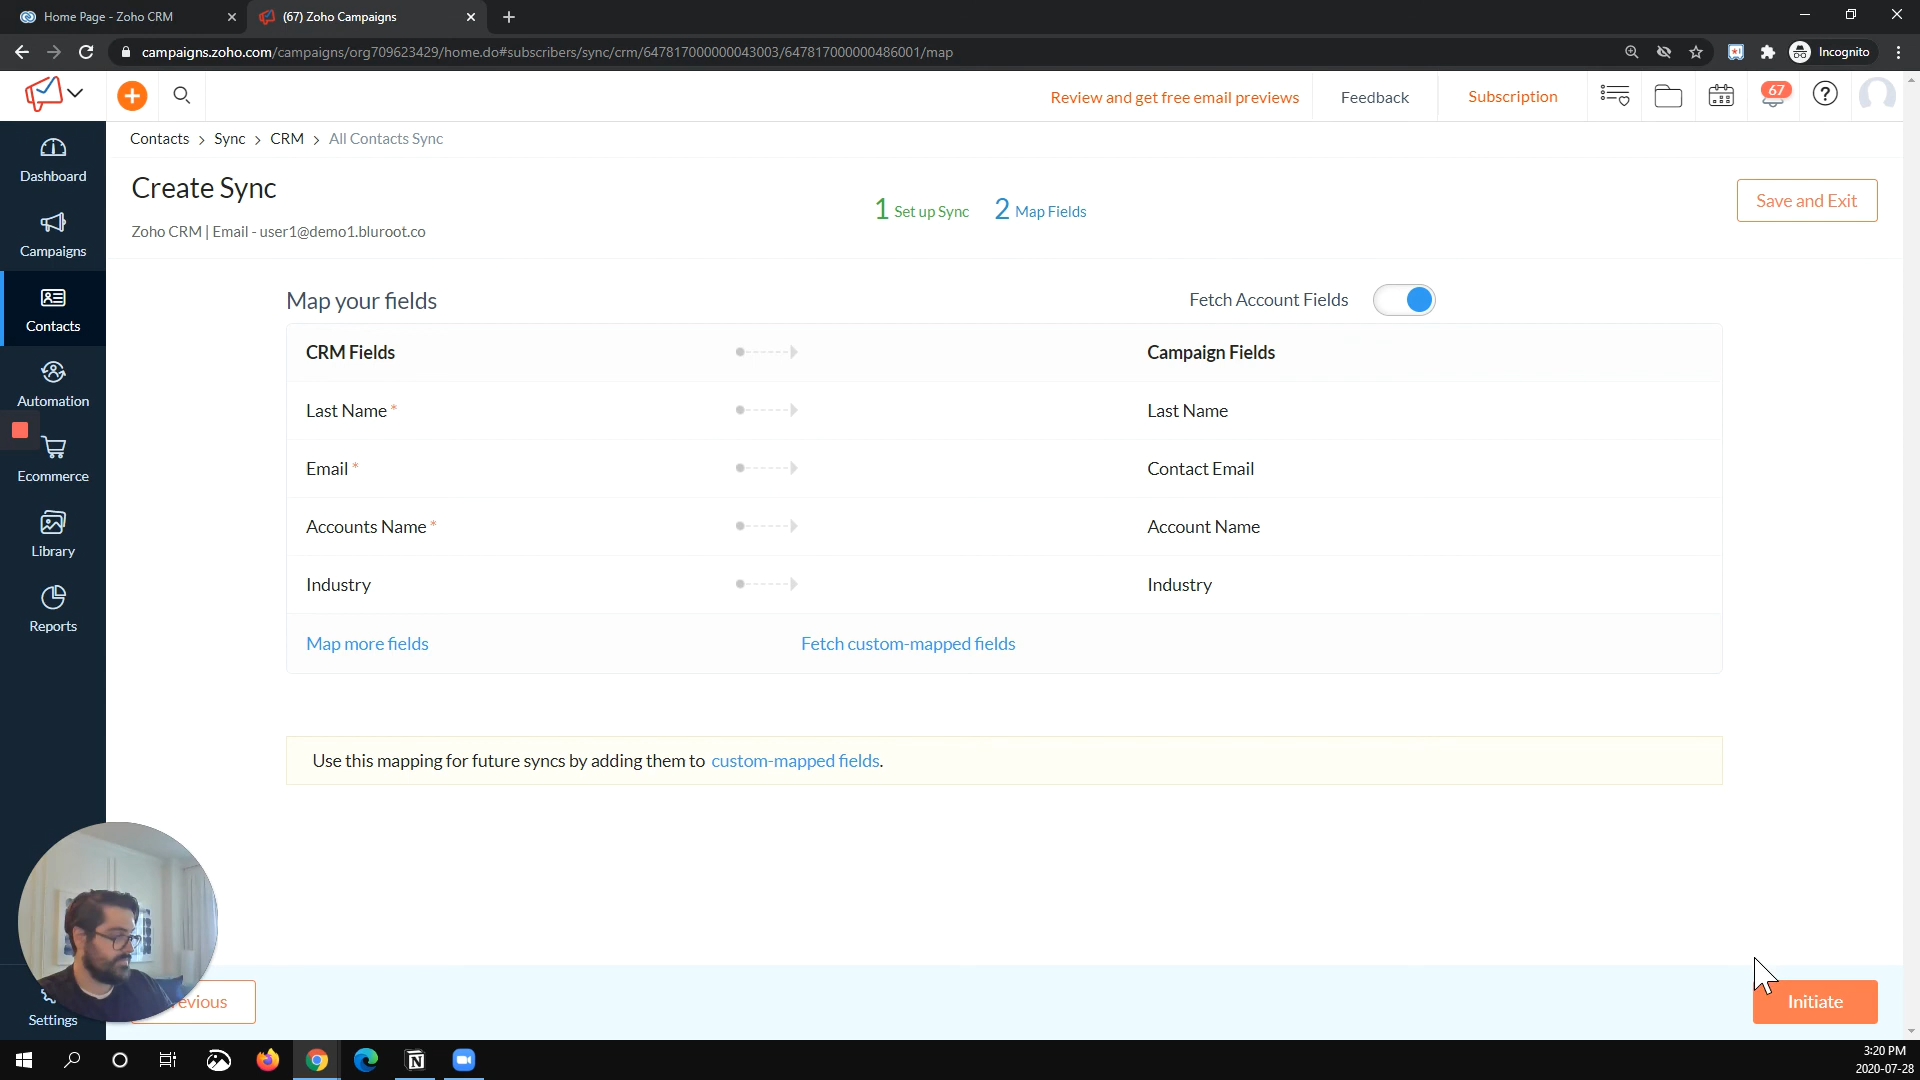 Home Page - Zoho CRM
(67) Zoho Campaigns
campaigns.zoho.com/campaigns/org709623429/home.do#subscribers/sync/crm/647817000000043003/647817000000486001/map
Incognito
Review and get free email previews
Feedback
Subscription
67
Contacts > Sync > CRM > All Contacts Sync
Dashboard
Campaigns
Contacts
Automation
Ecommerce
Library
Reports
Settings
Create Sync
Zoho CRM | Email - user1@demo1.bluroot.co
1 Set up Sync
2 Map Fields
Save and Exit
Map your fields
Fetch Account Fields
CRM Fields
Campaign Fields
Last Name *
Last Name
Email *
Contact Email
Accounts Name *
Account Name
Industry
Industry
Map more fields
Fetch custom-mapped fields
Use this mapping for future syncs by adding them to custom-mapped fields.
evious
Initiate
3:20 PM
2020-07-28